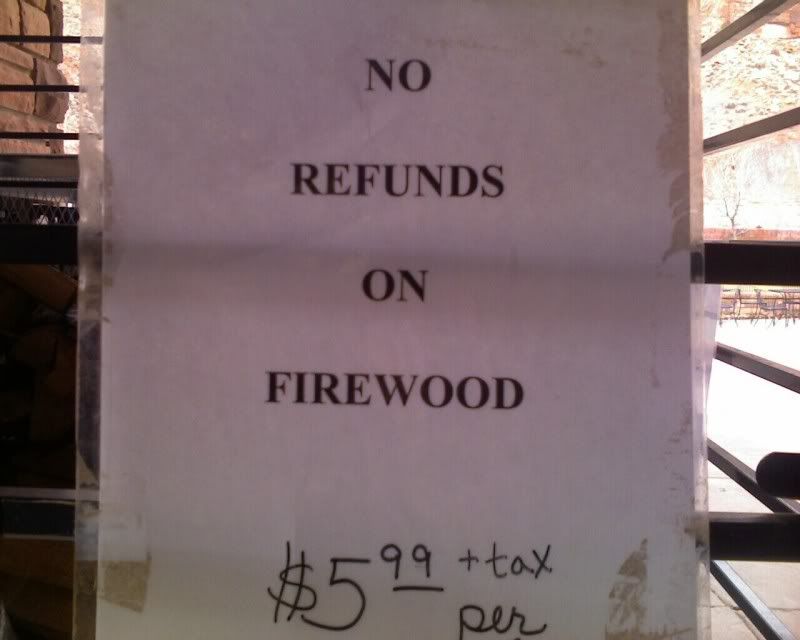 NO
REFUNDS
ON
FIREWOOD
$5 99 + tax
per